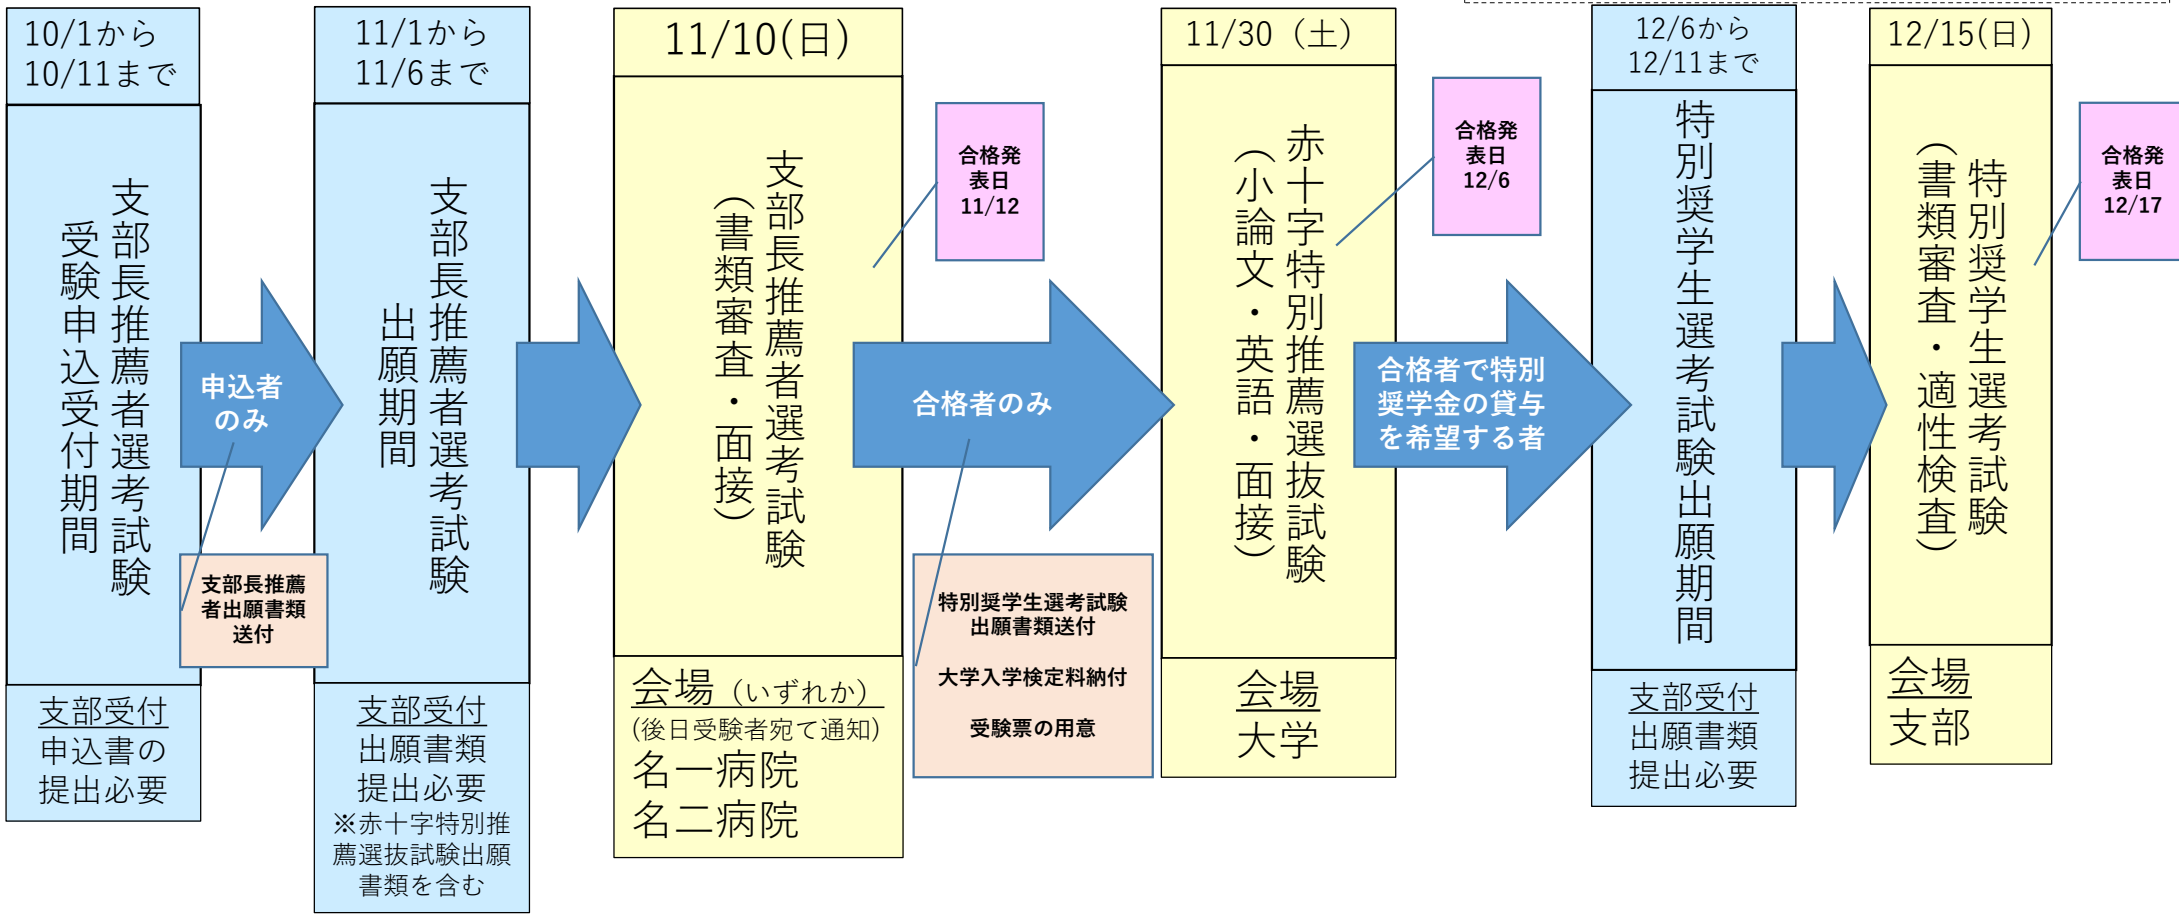 10/1から
10/11まで
支部長推薦者選考試験
受験申込受付期間
支部受付
申込書の
提出必要
申込者
のみ
支部長推薦
者出願書類
送付
11/1から
11/6まで
支部長推薦者選考試験
出願期間
支部受付
出願書類
提出必要
※赤十字特別推
薦選抜試験出願
書類を含む
11/10(日)
支部長推薦者選考試験
(書類審査・面接)
会場（いずれか）
(後日受験者宛て通知)
名一病院
名二病院
合格発
表日
11/12
合格者のみ
特別奨学生選考試験
出願書類送付
大学入学検定料納付
受験票の用意
11/30（土）
赤十字特別推薦選抜試験
(小論文・英語・面接)
会場
大学
合格発
表日
12/6
合格者で特別
奨学金の貸与
を希望する者
12/6から
12/11まで
特別奨学生選考試験出願期間
支部受付
出願書類
提出必要
12/15(日)
特別奨学生選考試験
(書類審査・適性検査)
会場
支部
合格発
表日
12/17